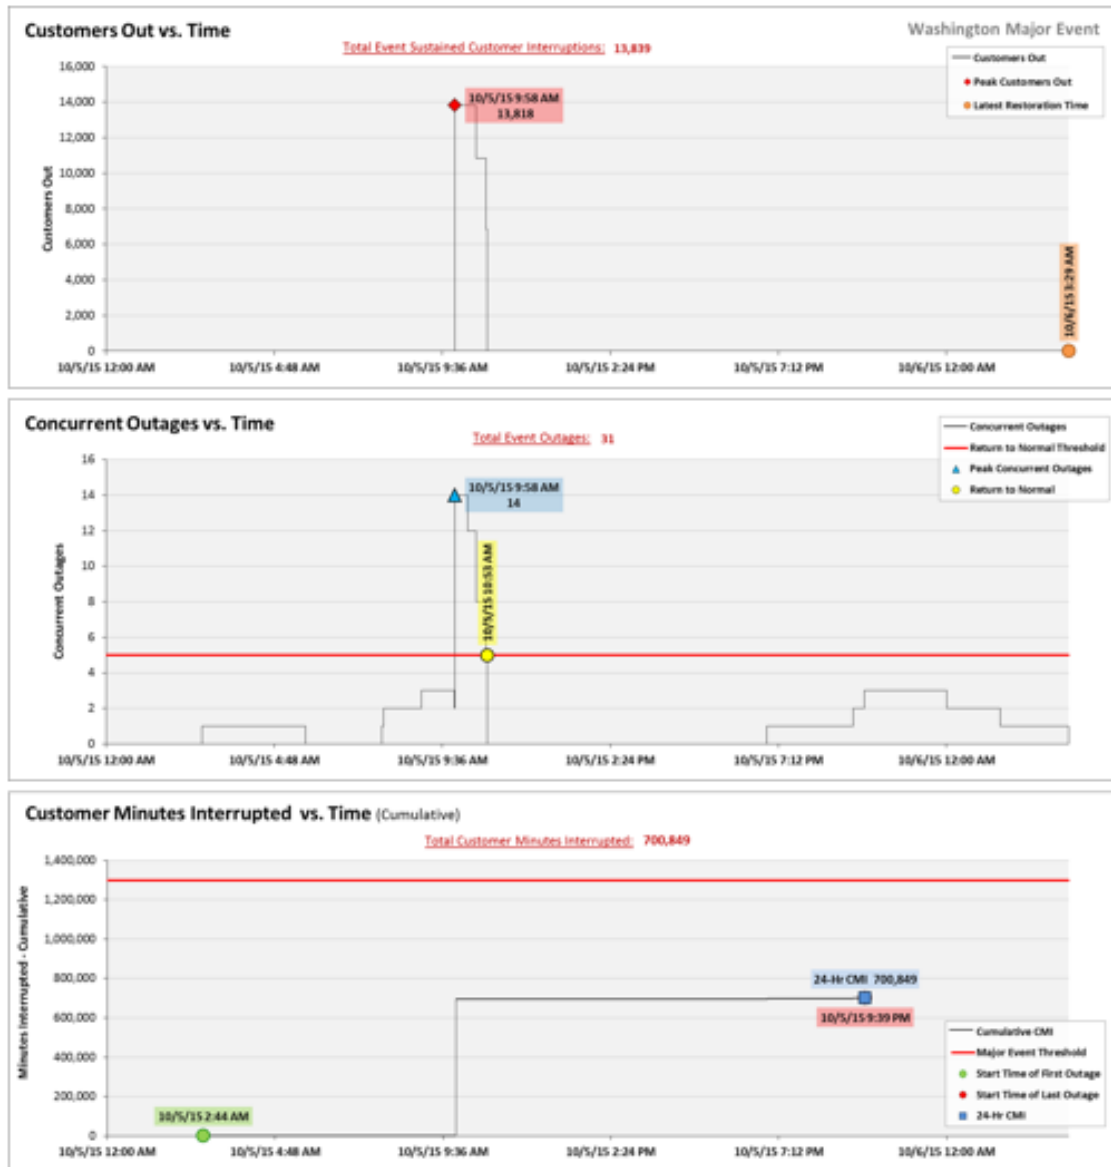 Customers Out vs. Time
Washington Major Event
Total Event Sustained Customer Interruptions: 13,839
Customers Out
Peak Customers Out
Latest Restoration Time
16,000
14,000
12,000
10,000
8,000
6,000
4,000
2,000
0
Customers Out
10/5/15 9:58 AM
13,818
10/6/15 3:29 AM
10/5/15 12:00 AM
10/5/15 4:48 AM
10/5/15 9:36 AM
10/5/15 2:24 PM
10/5/15 7:12 PM
10/6/15 12:00 AM
Concurrent Outages vs. Time
Total Event Outages: 31
Concurrent Outages
Return to Normal Threshold
Peak Concurrent Outages
Return to Normal
16
14
12
10
8
6
4
2
0
Concurrent Outages
10/5/15 9:58 AM
14
10/5/15 10:53 AM
10/5/15 12:00 AM
10/5/15 4:48 AM
10/5/15 9:36 AM
10/5/15 2:24 PM
10/5/15 7:12 PM
10/6/15 12:00 AM
Customer Minutes Interrupted vs. Time (Cumulative)
Total Customer Minutes Interrupted: 700,849
1,400,000
1,200,000
1,000,000
800,000
600,000
400,000
200,000
0
Minutes Interrupted - Cumulative
24-Hr CMI 700,849
10/5/15 9:39 PM
10/5/15 2:44 AM
Cumulative CMI
Major Event Threshold
Start Time of First Outage
Start Time of Last Outage
24-Hr CMI
10/5/15 12:00 AM
10/5/15 4:48 AM
10/5/15 9:36 AM
10/5/15 2:24 PM
10/5/15 7:12 PM
10/6/15 12:00 AM